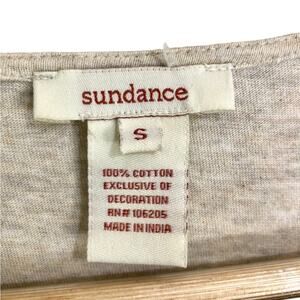 sundance
S
100% COTTON
EXCLUSIVE OF
DECORATION
RN# 106205
MADE IN INDIA